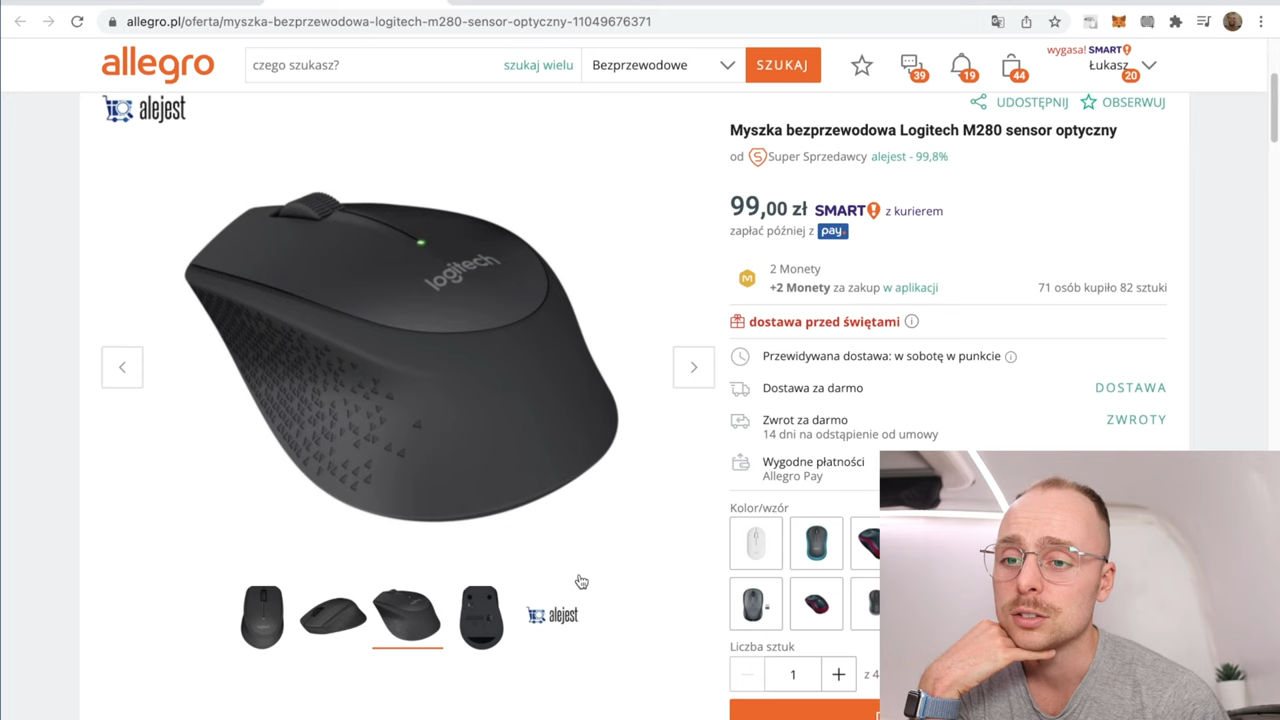 allegro.pl/oferta/myszka-bezprzewodowa-logitech-m280-sensor-optyczny-11049676371
allegro
czego szukasz?
szukaj wielu
Bezprzewodowe
SZUKAJ
39
19
44
wygasa! SMART!
Łukasz
20
alejest
UDOSTĘPNIJ
OBSERWUJ
Myszka bezprzewodowa Logitech M280 sensor optyczny
od Super Sprzedawcy alejest - 99,8%
99,00 zł SMART! z kurierem
zapłać później z pay
M
2 Monety
+2 Monety za zakup w aplikacji
71 osób kupiło 82 sztuki
dostawa przed świętami
Przewidywana dostawa: w sobotę w punkcie
Dostawa za darmo
DOSTAWA
Zwrot za darmo
ZWROTY
14 dni na odstąpienie od umowy
Wygodne płatności
Allegro Pay
Kolor/wzór
Liczba sztuk
1
z 4
logitech
alejest